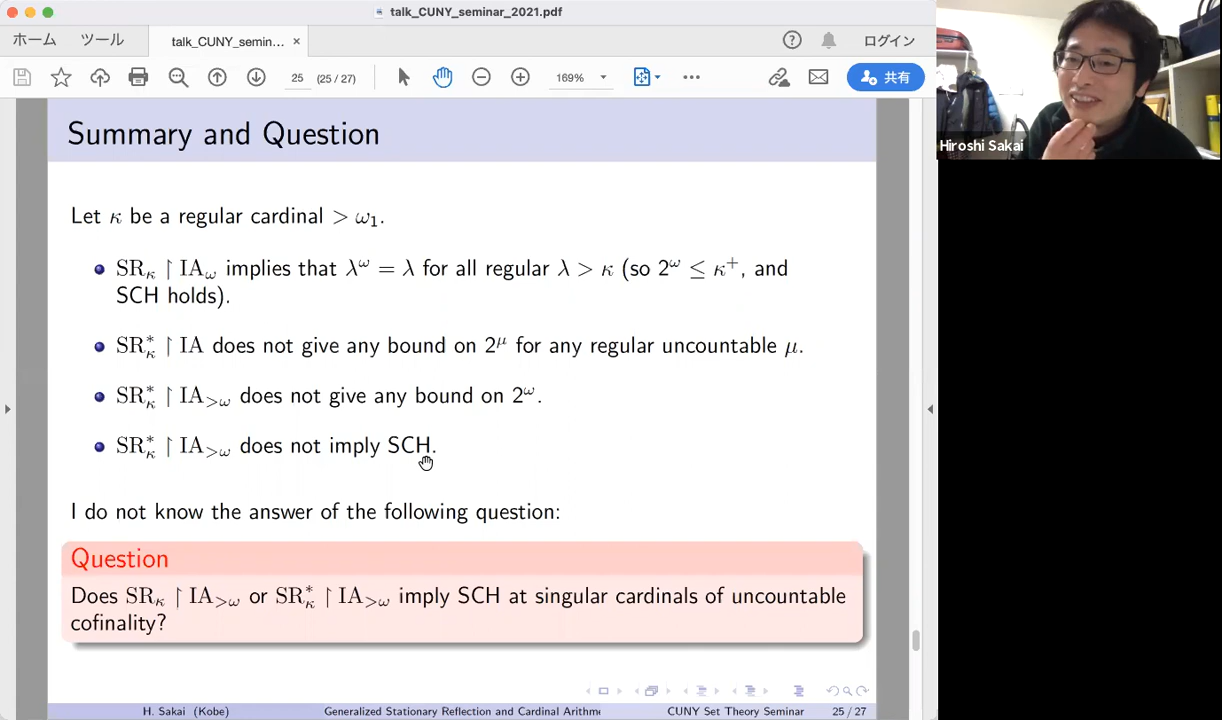 talk_CUNY_seminar_2021.pdf
ホーム ツール talk_CUNY_semin... × ログイン
25 (25 / 27) 169% 共有
Summary and Question
Hiroshi Sakai
Let κ be a regular cardinal > ω₁.
SR_κ ↾ IA_ω implies that λ^ω = λ for all regular λ > κ (so 2^ω ≤ κ⁺, and
SCH holds).
SR*_κ ↾ IA does not give any bound on 2^μ for any regular uncountable μ.
SR*_κ ↾ IA_{>ω} does not give any bound on 2^ω.
SR*_κ ↾ IA_{>ω} does not imply SCH.
I do not know the answer of the following question:
Question
Does SR_κ ↾ IA_{>ω} or SR*_κ ↾ IA_{>ω} imply SCH at singular cardinals of uncountable
cofinality?
H. Sakai (Kobe) Generalized Stationary Reflection and Cardinal Arithme CUNY Set Theory Seminar 25 / 27